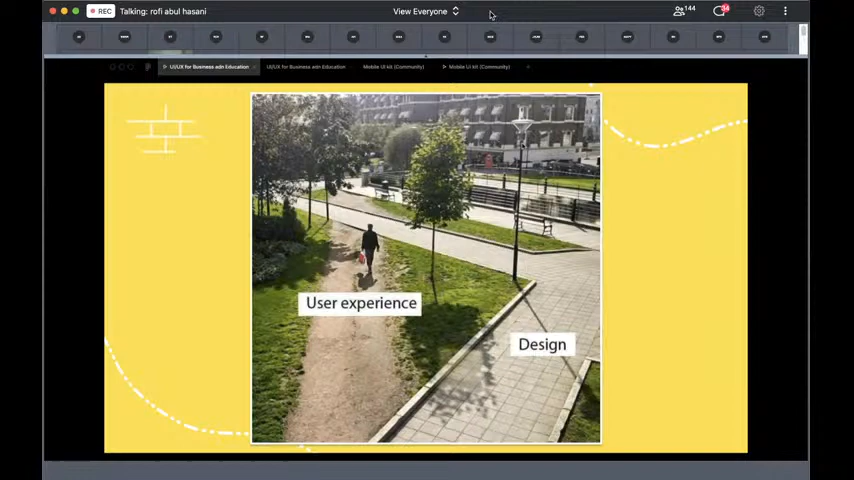 REC
Talking: rofi abul hasani
View Everyone
144
34
UI/UX for Business adn Education
UI/UX for Business adn Education
Mobile UI kit (Community)
Mobile UI kit (Community)
User experience
Design